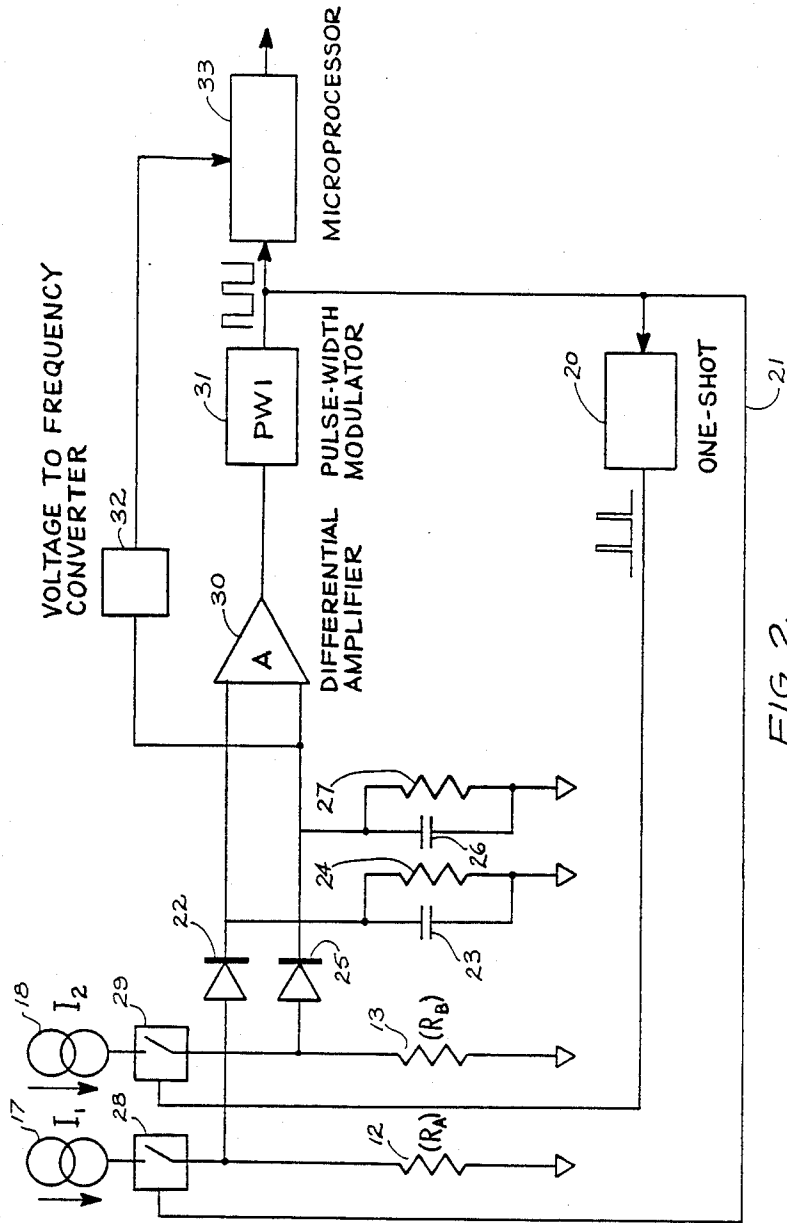 VOLTAGE TO FREQUENCY
CONVERTER
32
18
I2
29
17
I1
28
22
25
30
A
DIFFERENTIAL
AMPLIFIER
31
PWI
PULSE-WIDTH
MODULATOR
33
MICROPROCESSOR
24
23
27
26
13
(RB)
12
(RA)
20
ONE-SHOT
21
FIG. 2.